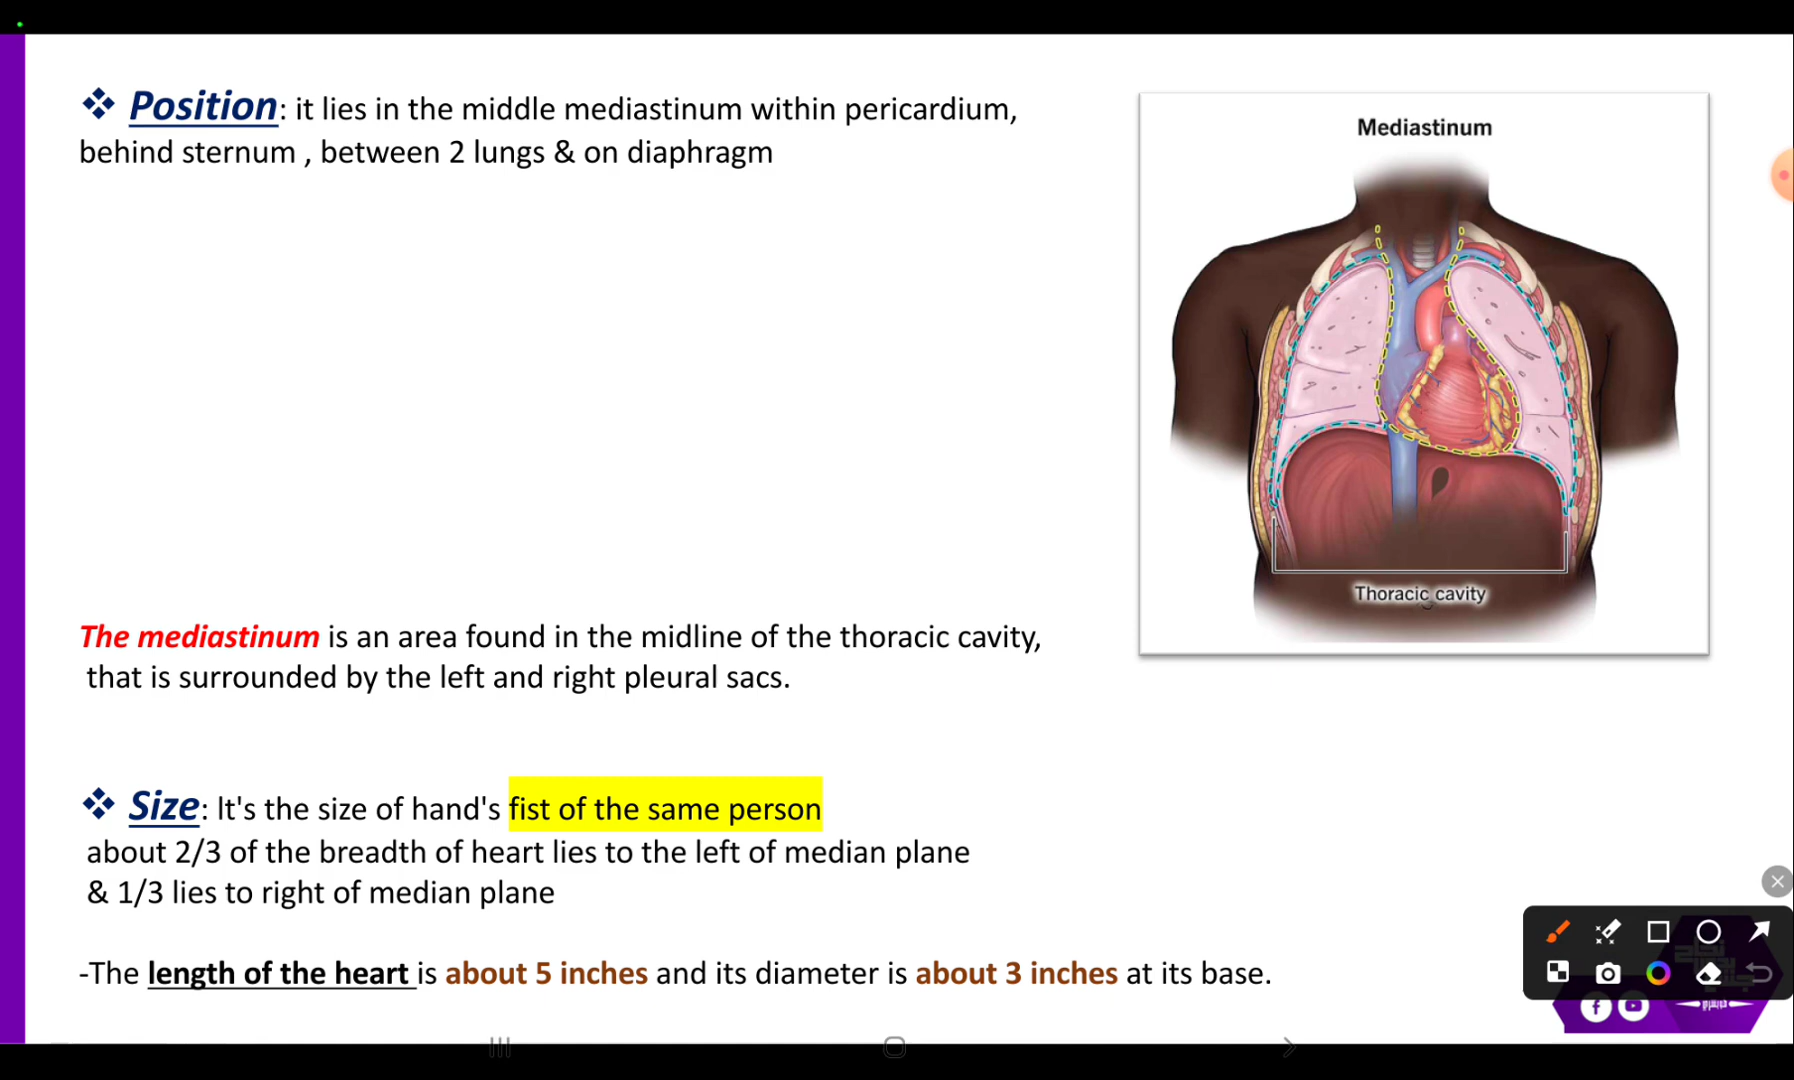 ❖ Position: it lies in the middle mediastinum within pericardium,
behind sternum , between 2 lungs & on diaphragm
Mediastinum
Thoracic cavity
The mediastinum is an area found in the midline of the thoracic cavity,
that is surrounded by the left and right pleural sacs.
❖ Size: It's the size of hand's fist of the same person
about 2/3 of the breadth of heart lies to the left of median plane
& 1/3 lies to right of median plane
-The length of the heart is about 5 inches and its diameter is about 3 inches at its base.